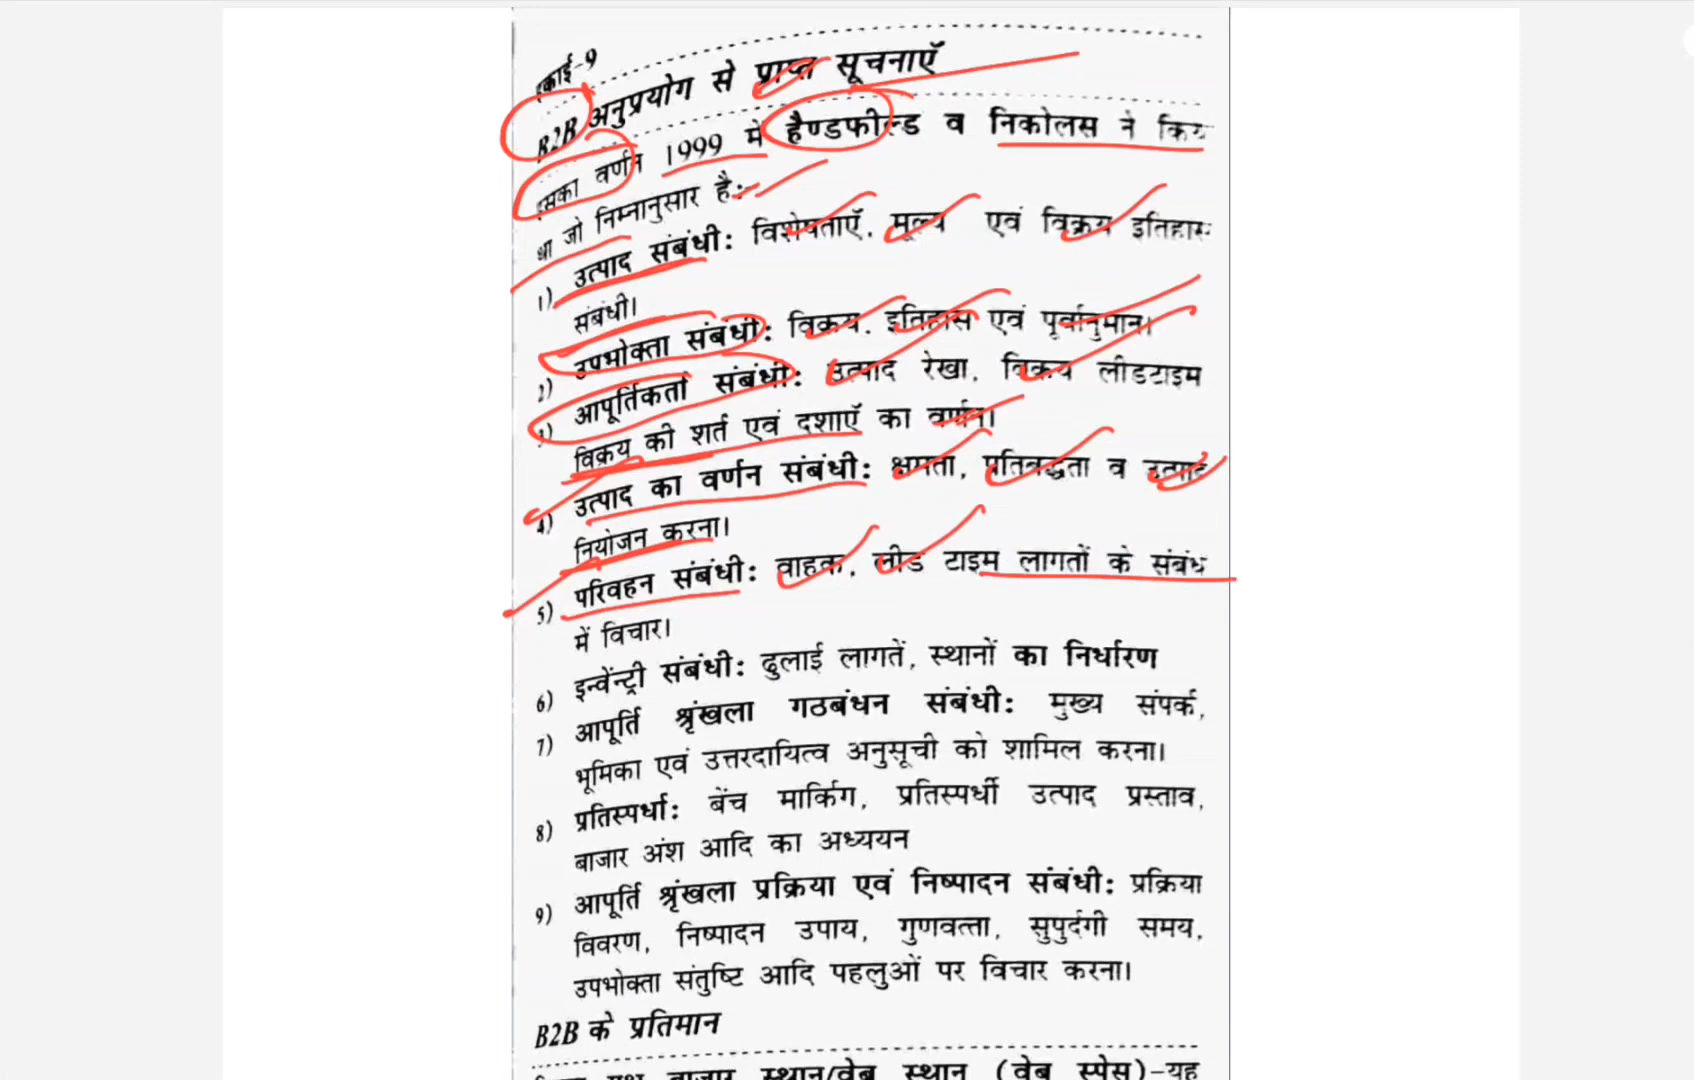 इकाई-9
B2B अनुप्रयोग से प्राप्त सूचनाएँ
इसका वर्णन 1999 में हैण्डफील्ड व निकोलस ने किया
था जो निम्नानुसार है:-
1) उत्पाद संबंधी: विशेषताएँ, मूल्य एवं विक्रय इतिहास
संबंधी।
2) उपभोक्ता संबंधी: विक्रय, इतिहास एवं पूर्वानुमान।
3) आपूर्तिकर्ता संबंधी: उत्पाद रेखा, विक्रय लीडटाइम
विक्रय की शर्त एवं दशाएँ का वर्णन।
4) उत्पाद का वर्णन संबंधी: क्षमता, प्रतिबद्धता व उत्पाद
नियोजन करना।
5) परिवहन संबंधी: वाहक, लीड टाइम लागतों के संबंध
में विचार।
6) इन्वेंन्ट्री संबंधी: ढुलाई लागतें, स्थानों का निर्धारण
7) आपूर्ति श्रृंखला गठबंधन संबंधी: मुख्य संपर्क,
भूमिका एवं उत्तरदायित्व अनुसूची को शामिल करना।
8) प्रतिस्पर्धा: बेंच मार्किग, प्रतिस्पर्धी उत्पाद प्रस्ताव,
बाजार अंश आदि का अध्ययन
9) आपूर्ति श्रृंखला प्रक्रिया एवं निष्पादन संबंधी: प्रक्रिया
विवरण, निष्पादन उपाय, गुणवत्ता, सुपुर्दगी समय,
उपभोक्ता संतुष्टि आदि पहलुओं पर विचार करना।
B2B के प्रतिमान
बाजार स्थान/वेब स्थान (वेब स्पेस)-यह